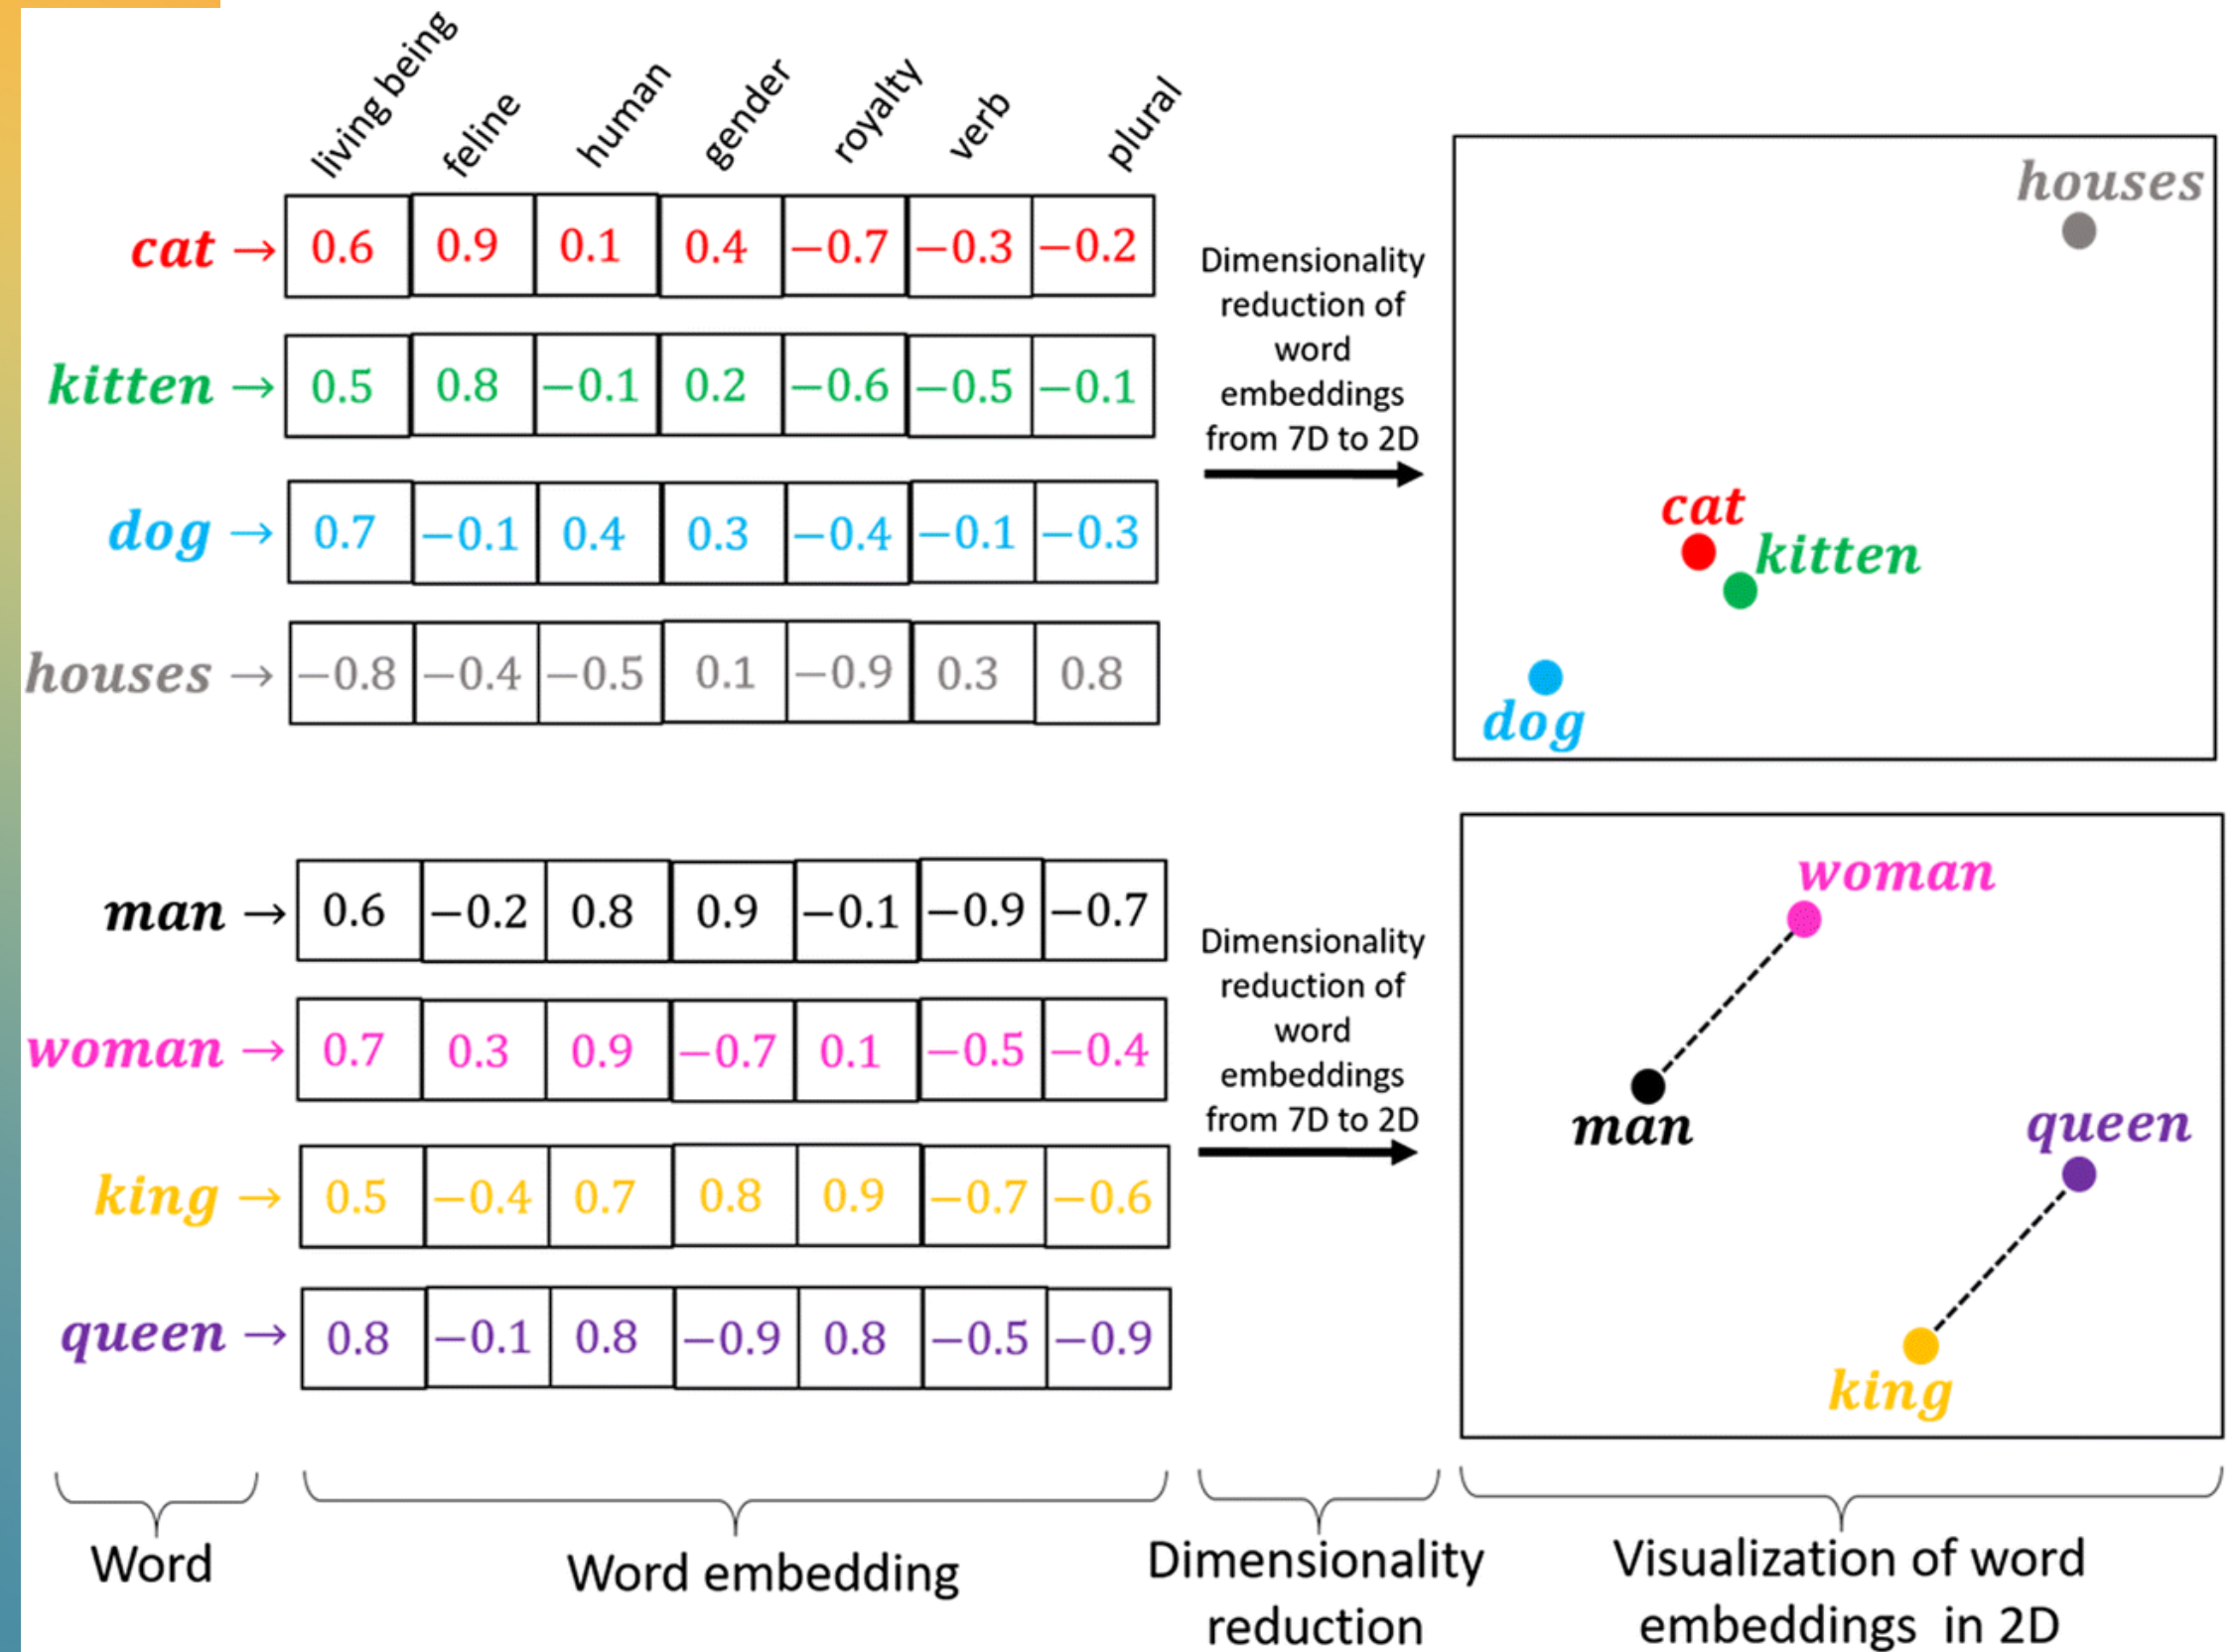 living being feline human gender royalty verb plural
cat → 0.6 0.9 0.1 0.4 −0.7 −0.3 −0.2
kitten → 0.5 0.8 −0.1 0.2 −0.6 −0.5 −0.1
dog → 0.7 −0.1 0.4 0.3 −0.4 −0.1 −0.3
houses → −0.8 −0.4 −0.5 0.1 −0.9 0.3 0.8
Dimensionality
reduction of
word
embeddings
from 7D to 2D
houses
cat
kitten
dog
man → 0.6 −0.2 0.8 0.9 −0.1 −0.9 −0.7
woman → 0.7 0.3 0.9 −0.7 0.1 −0.5 −0.4
king → 0.5 −0.4 0.7 0.8 0.9 −0.7 −0.6
queen → 0.8 −0.1 0.8 −0.9 0.8 −0.5 −0.9
Dimensionality
reduction of
word
embeddings
from 7D to 2D
woman
man
queen
king
Word
Word embedding
Dimensionality
reduction
Visualization of word
embeddings in 2D